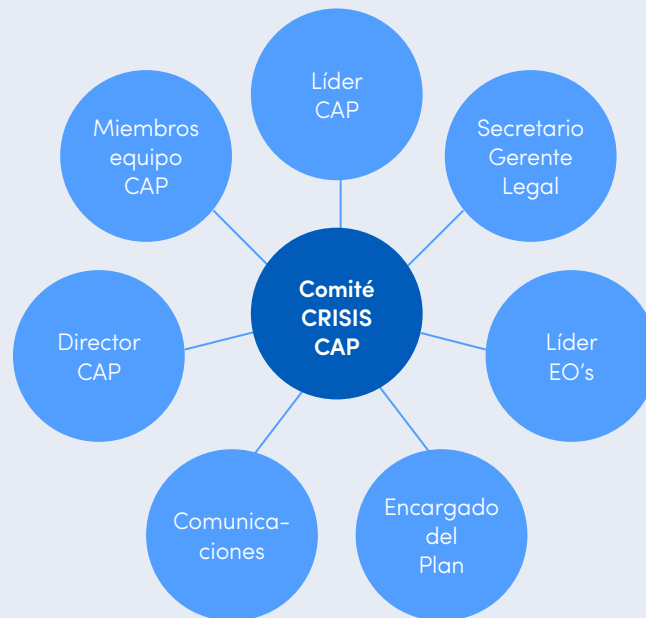 Líder
CAP
Secretario
Gerente
Legal
Líder
EO's
Encargado
del
Plan
Comunica-
ciones
Director
CAP
Miembros
equipo
CAP
Comité
CRISIS
CAP